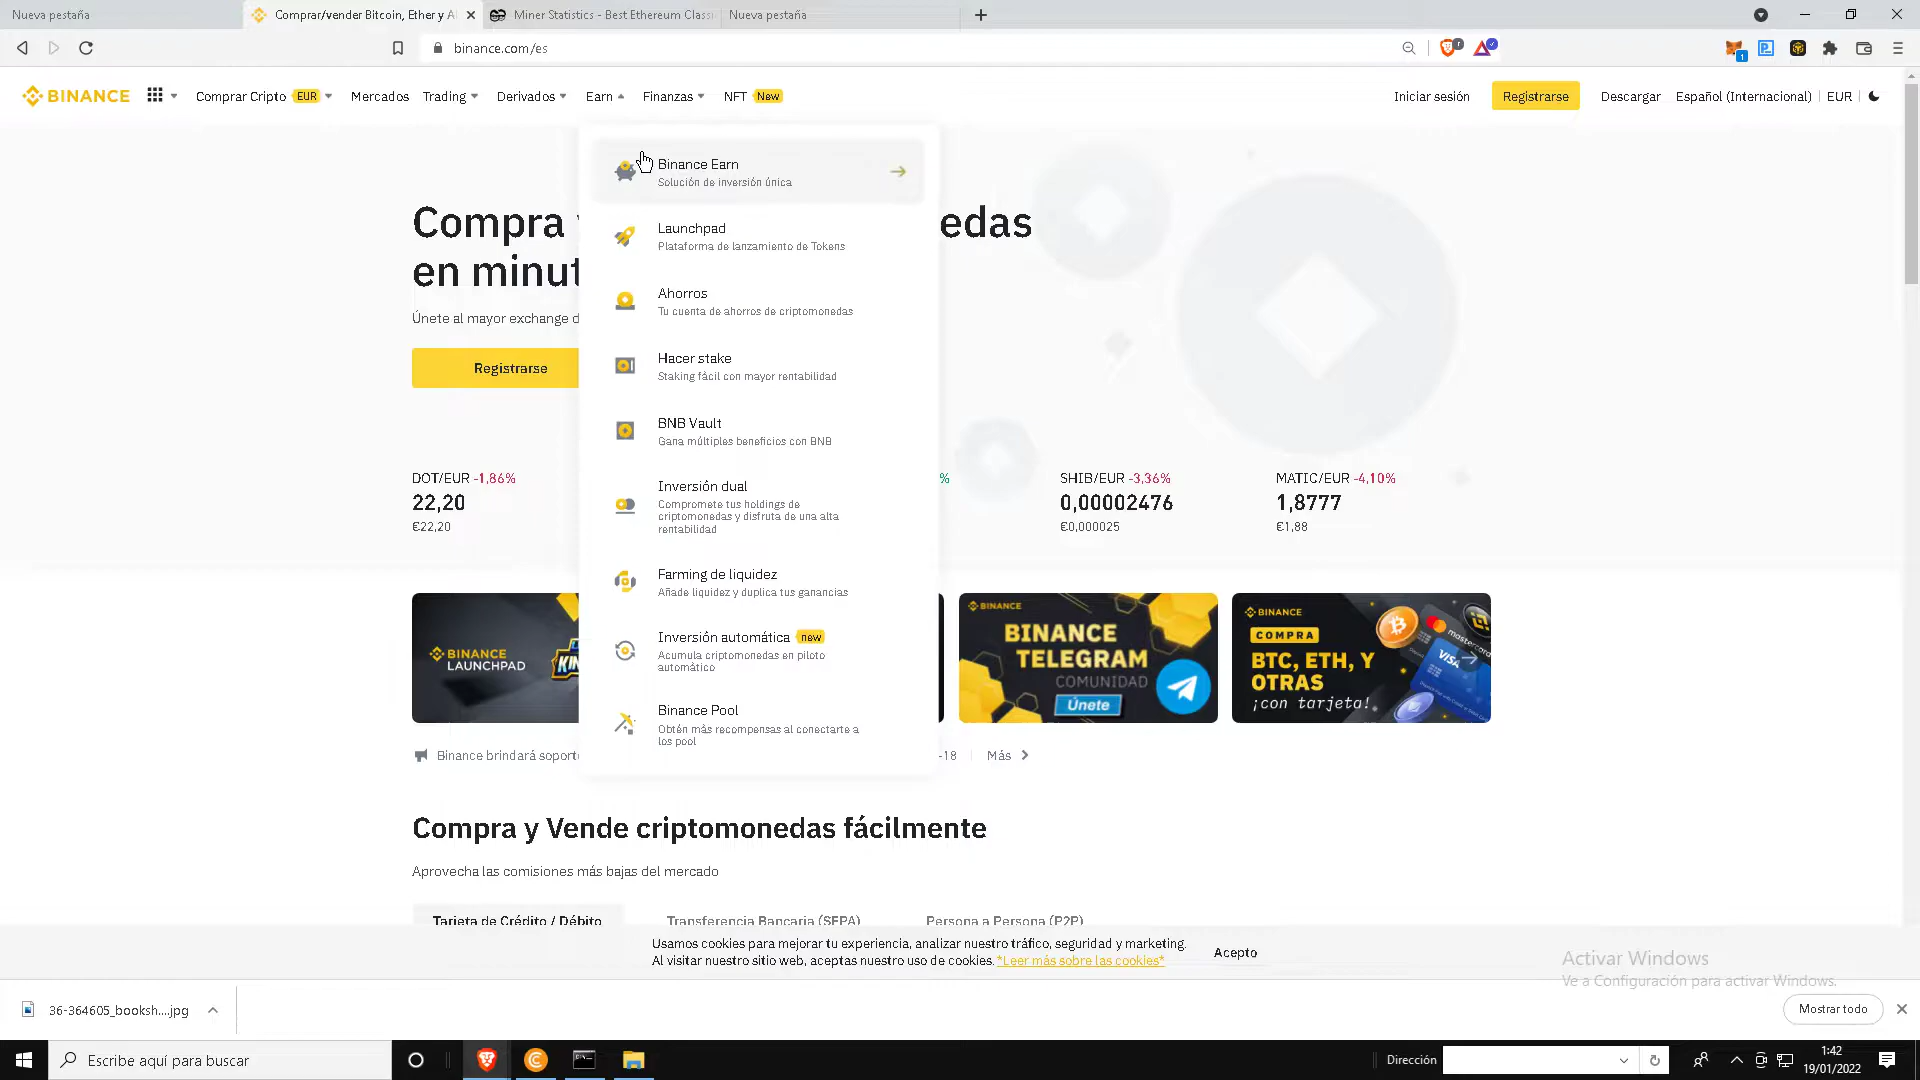 Nueva pestaña
Comprar/vender Bitcoin, Ether y Al
Miner Statistics - Best Ethereum Classi
Nueva pestaña
binance.com/es
BINANCE
Comprar Cripto EUR
Mercados
Trading
Derivados
Earn
Finanzas
NFT New
Iniciar sesión
Registrarse
Descargar
Español (Internacional)
EUR
Compra
edas
en minut
Únete al mayor exchange d
Registrarse
Binance Earn
Solución de inversión única
Launchpad
Plataforma de lanzamiento de Tokens
Ahorros
Tu cuenta de ahorros de criptomonedas
Hacer stake
Staking fácil con mayor rentabilidad
BNB Vault
Gana múltiples beneficios con BNB
Inversión dual
Compromete tus holdings de
criptomonedas y disfruta de una alta
rentabilidad
Farming de liquidez
Añade liquidez y duplica tus ganancias
Inversión automática new
Acumula criptomonedas en piloto
automático
Binance Pool
Obtén más recompensas al conectarte a
los pool
DOT/EUR -1,86%
22,20
€22,20
%
SHIB/EUR -3,36%
0,00002476
€0,000025
MATIC/EUR -4,10%
1,8777
€1,88
BINANCE
LAUNCHPAD
KIN
BINANCE
BINANCE
TELEGRAM
COMUNIDAD
Únete
BINANCE
COMPRA
BTC, ETH, Y
OTRAS
¡con tarjeta!
mastercard
VISA
Binance brindará soporte
-18
Más
Compra y Vende criptomonedas fácilmente
Aprovecha las comisiones más bajas del mercado
Tarjeta de Crédito / Débito
Transferencia Bancaria (SEPA)
Persona a Persona (P2P)
Usamos cookies para mejorar tu experiencia, analizar nuestro tráfico, seguridad y marketing.
Al visitar nuestro sitio web, aceptas nuestro uso de cookies. *Leer más sobre las cookies*
Acepto
Activar Windows
Ve a Configuración para activar Windows.
36-364605_booksh....jpg
Mostrar todo
Escribe aquí para buscar
Dirección
1:42
19/01/2022